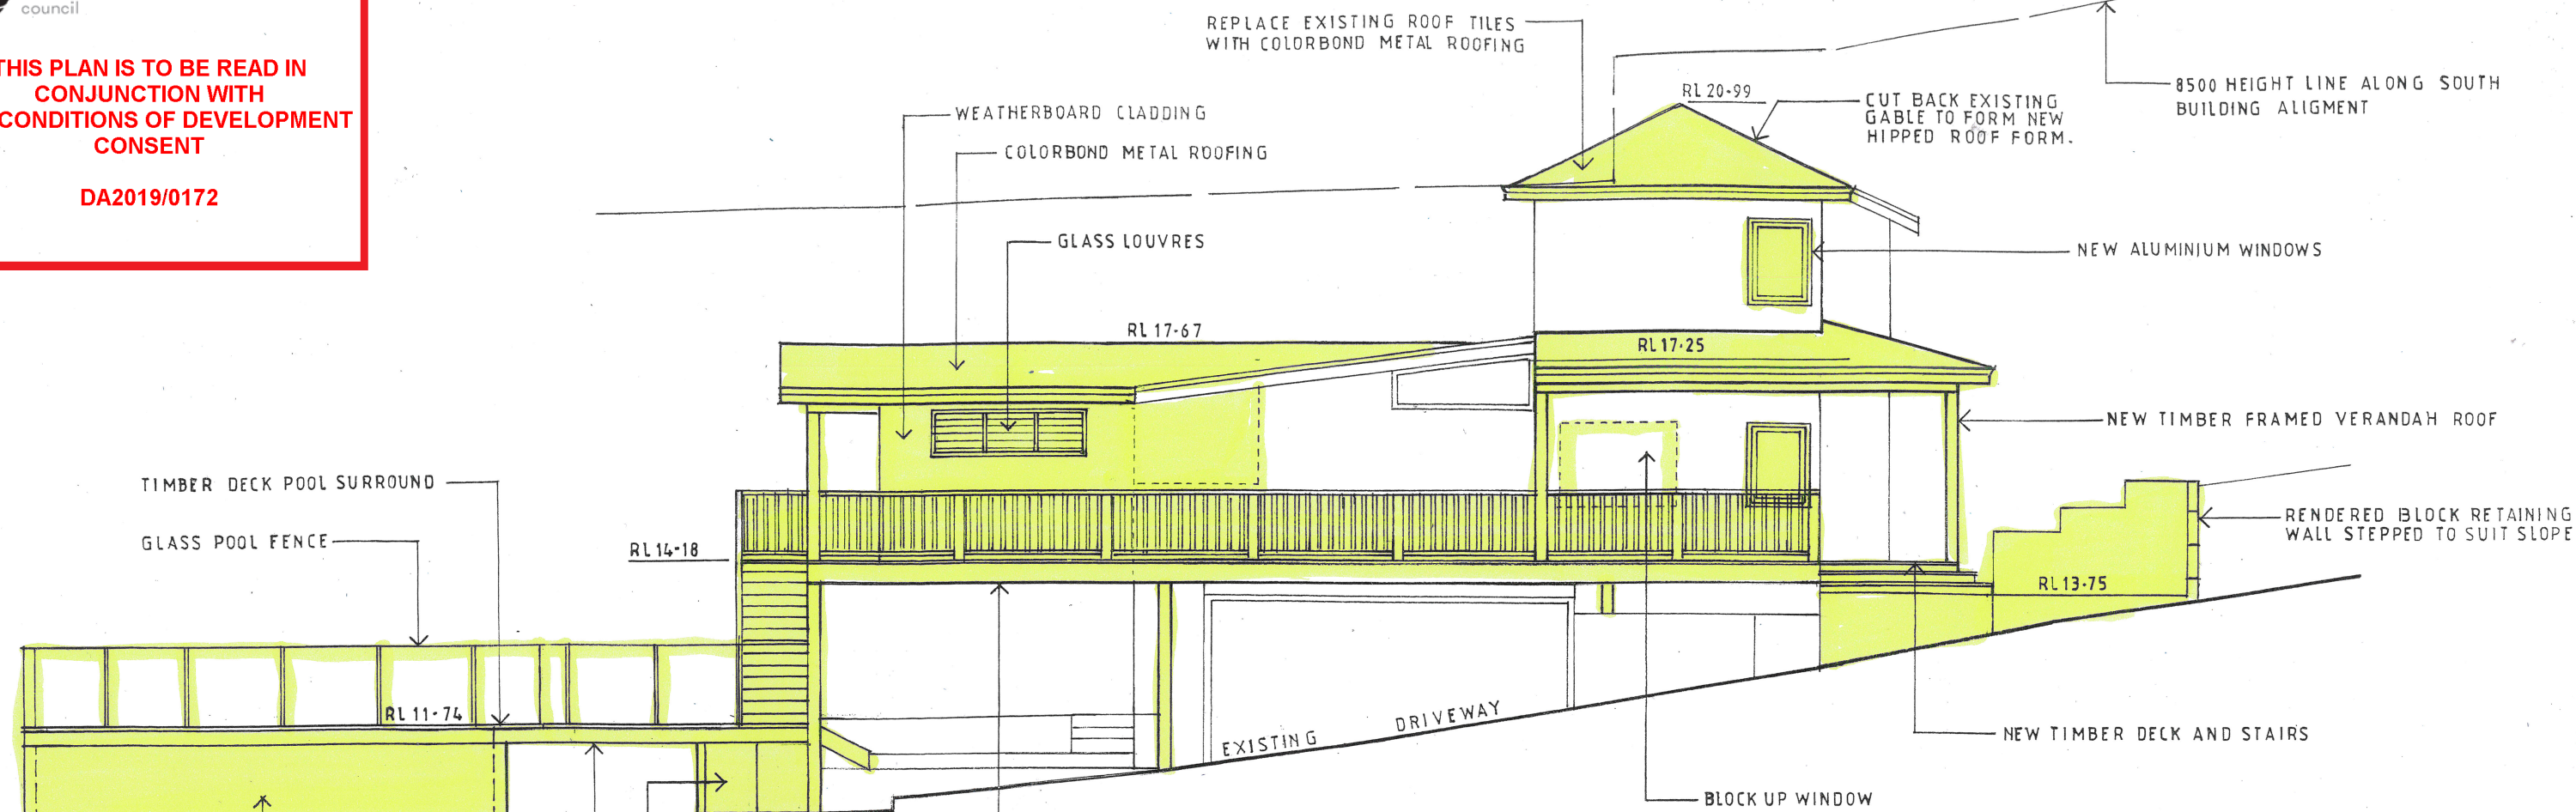 council
THIS PLAN IS TO BE READ IN
CONJUNCTION WITH
CONDITIONS OF DEVELOPMENT
CONSENT
DA2019/0172
REPLACE EXISTING ROOF TILES
WITH COLORBOND METAL ROOFING
WEATHERBOARD CLADDING
COLORBOND METAL ROOFING
GLASS LOUVRES
RL 20.99
CUT BACK EXISTING
GABLE TO FORM NEW
HIPPED ROOF FORM.
8500 HEIGHT LINE ALONG SOUTH
BUILDING ALIGMENT
NEW ALUMINIUM WINDOWS
RL 17.67
RL 17.25
NEW TIMBER FRAMED VERANDAH ROOF
TIMBER DECK POOL SURROUND
GLASS POOL FENCE
RL 14.18
RENDERED BLOCK RETAINING
WALL STEPPED TO SUIT SLOPE
RL 13.75
RL 11.74
EXISTING DRIVEWAY
NEW TIMBER DECK AND STAIRS
BLOCK UP WINDOW